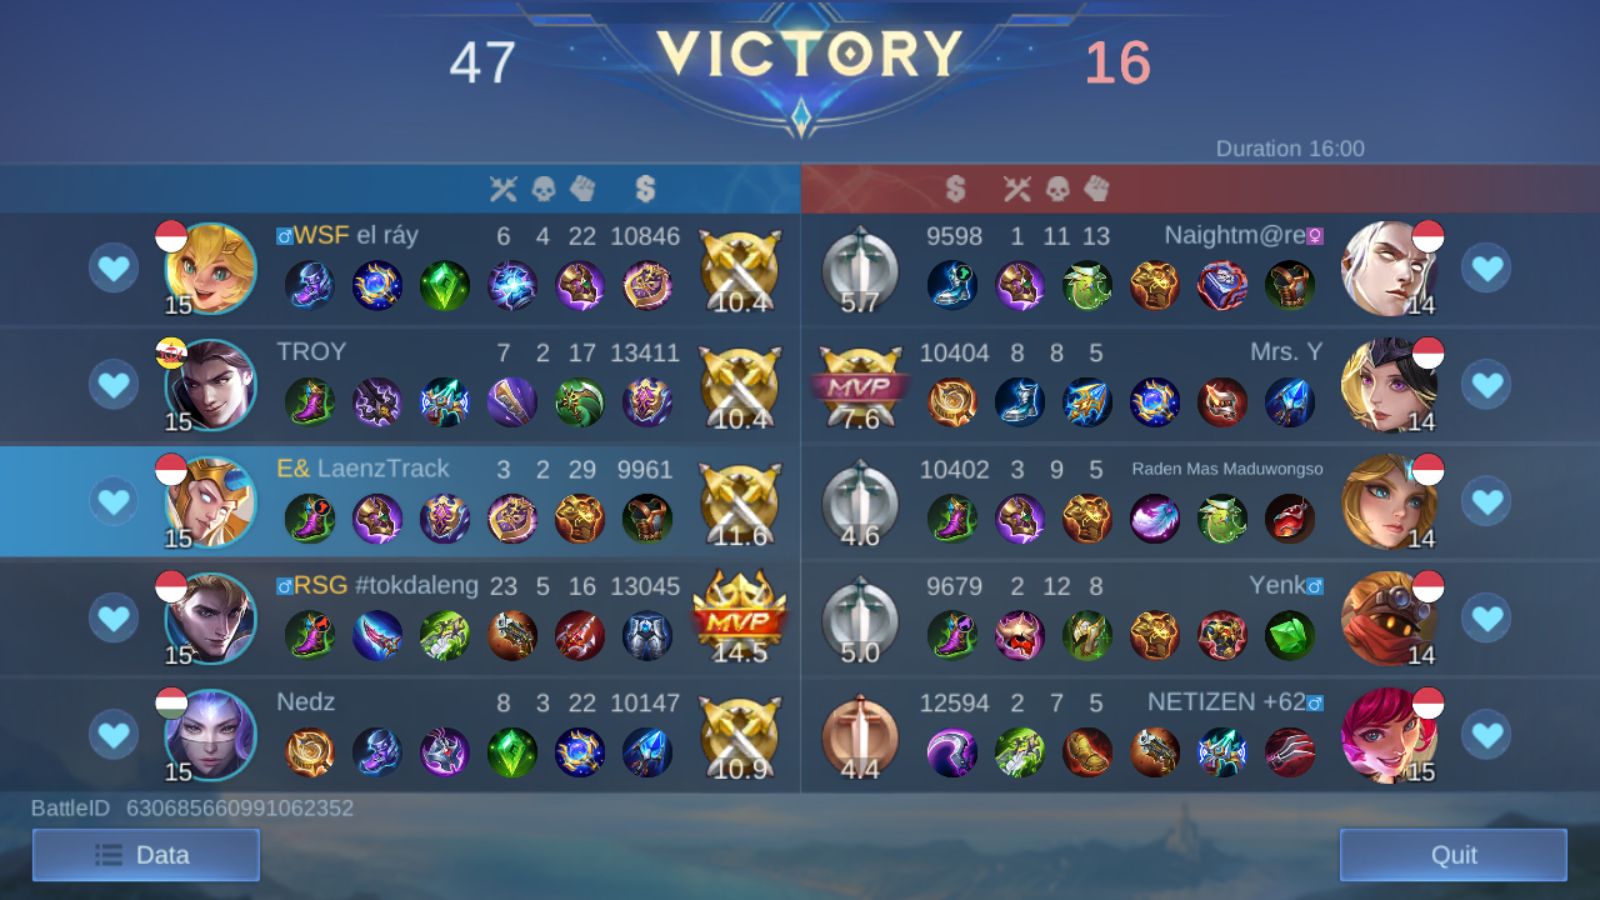 47 VICTORY 16
Duration 16:00
WSF el ráy 6 4 22 10846 10.4 15
5.7 9598 1 11 13 Naightm@re 14
TROY 7 2 17 13411 10.4 15
MVP 7.6 10404 8 8 5 Mrs. Y 14
E& LaenzTrack 3 2 29 9961 11.6 15
4.6 10402 3 9 5 Raden Mas Maduwongso 14
RSG #tokdaleng 23 5 16 13045 MVP 14.5 15
5.0 9679 2 12 8 Yenk 14
Nedz 8 3 22 10147 10.9 15
4.4 12594 2 7 5 NETIZEN +62 15
BattleID 630685660991062352
Data
Quit